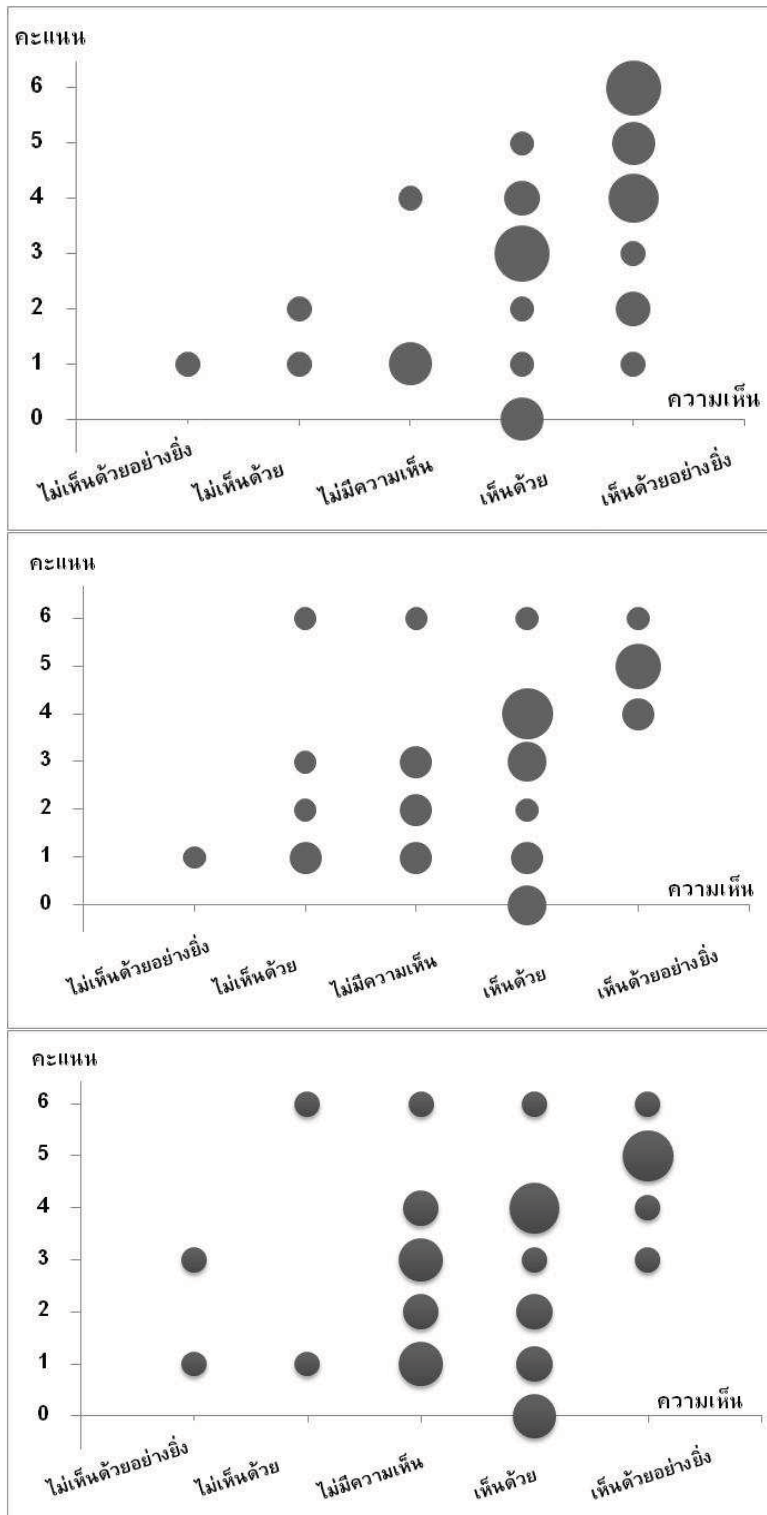 คะแนน
6
5
4
3
2
1
0
ความเห็น
ไม่เห็นด้วยอย่างยิ่ง
ไม่เห็นด้วย
ไม่มีความเห็น
เห็นด้วย
เห็นด้วยอย่างยิ่ง
คะแนน
6
5
4
3
2
1
0
ความเห็น
ไม่เห็นด้วยอย่างยิ่ง
ไม่เห็นด้วย
ไม่มีความเห็น
เห็นด้วย
เห็นด้วยอย่างยิ่ง
คะแนน
6
5
4
3
2
1
0
ความเห็น
ไม่เห็นด้วยอย่างยิ่ง
ไม่เห็นด้วย
ไม่มีความเห็น
เห็นด้วย
เห็นด้วยอย่างยิ่ง